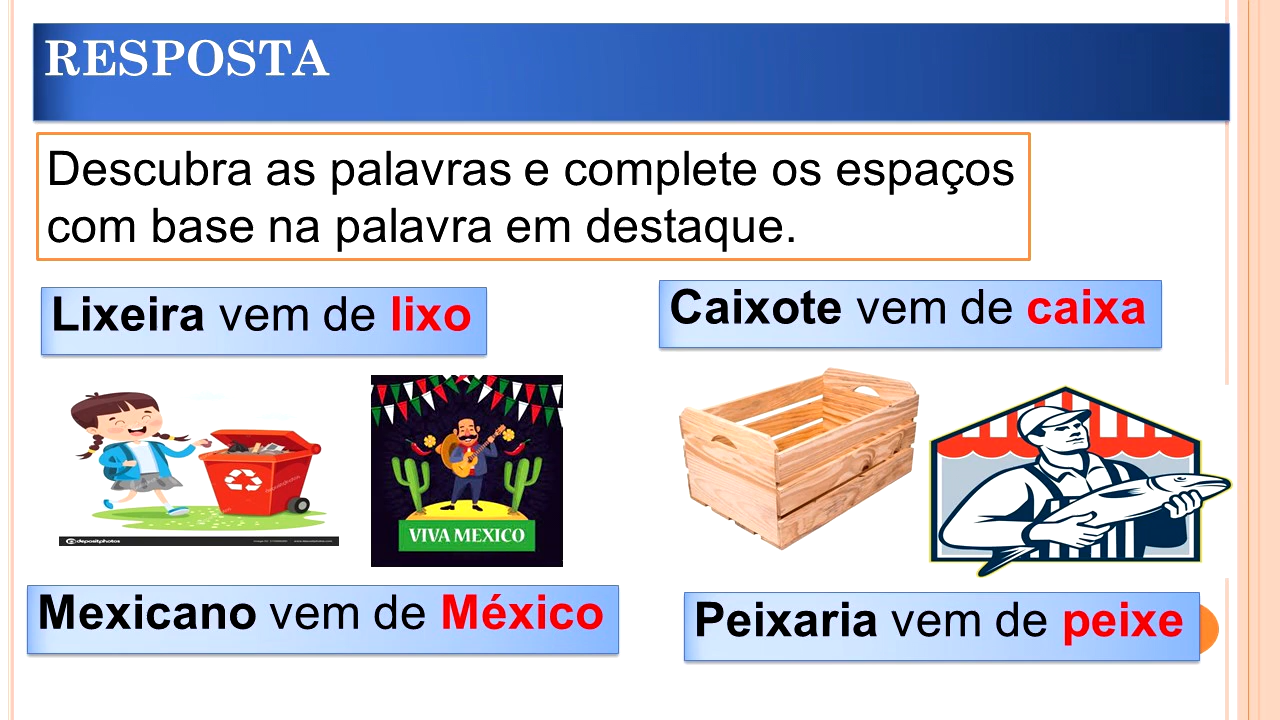 RESPOSTA
Descubra as palavras e complete os espaços
com base na palavra em destaque.
Lixeira vem de lixo
Caixote vem de caixa
depositphotos
VIVA MEXICO
Mexicano vem de México
Peixaria vem de peixe